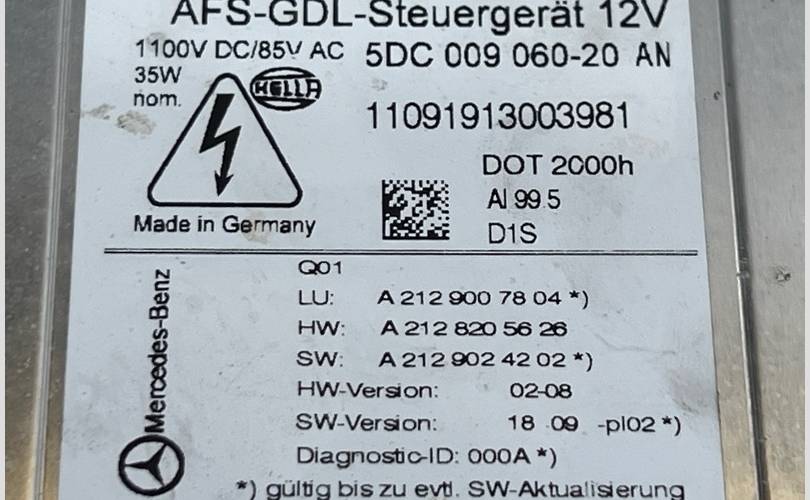 AFS-GDL-Steuergerät 12V
1100V DC/85V AC 5DC 009 060-20 AN
35W
nom.
HELLA
11091913003981
DOT 2000h
Al 99.5
Made in Germany
D1S
Q01
LU: A 212 900 78 04 *)
HW: A 212 820 56 26
SW: A 212 902 42 02 *)
HW-Version: 02-08
SW-Version: 18 09 -pl02 *)
Diagnostic-ID: 000A *)
*) gültig bis zu evtl. SW-Aktualisierung
Mercedes-Benz